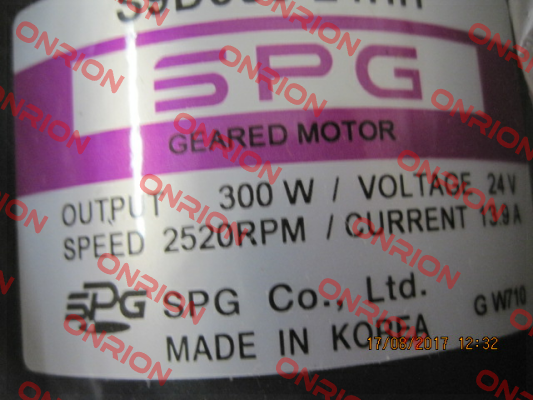 SPG
GEARED MOTOR
OUTPUT 300 W / VOLTAGE 24 V
SPEED 2520RPM / CURRENT 13.9 A
SPG SPG Co., Ltd. G W710
MADE IN KOREA
17/08/2017 12:32
ONRION